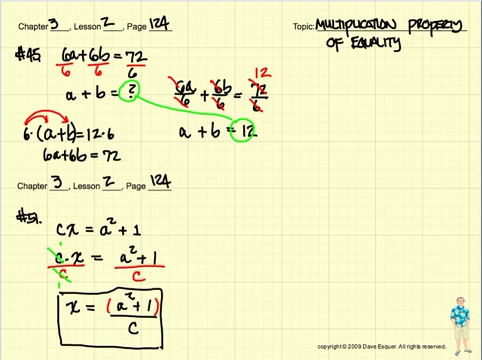 Chapter 3, Lesson 2, Page 124
Topic: MULTIPLICATION PROPERTY
OF EQUALITY
#45.
6a+6b = 72
6 6 6
a + b = ?
12
6a/6 + 6b/6 = 72/6
a + b = 12
6·(a+b)=12·6
6a+6b = 72
Chapter 3, Lesson 2, Page 124
#51.
cx = a² + 1
c·x = a² + 1
c c
x = (a² + 1)
c
copyright © 2009 Dave Esquer. All rights reserved.